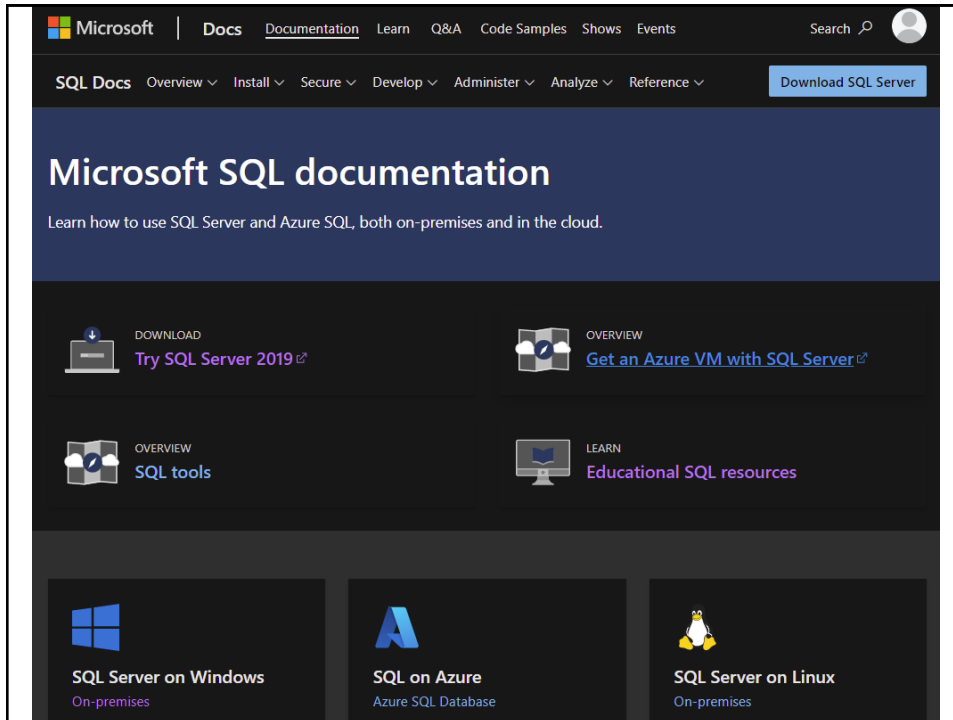 Microsoft Docs Documentation Learn Q&A Code Samples Shows Events Search
SQL Docs Overview Install Secure Develop Administer Analyze Reference Download SQL Server
Microsoft SQL documentation
Learn how to use SQL Server and Azure SQL, both on-premises and in the cloud.
DOWNLOAD
Try SQL Server 2019
OVERVIEW
Get an Azure VM with SQL Server
OVERVIEW
SQL tools
LEARN
Educational SQL resources
SQL Server on Windows
On-premises
SQL on Azure
Azure SQL Database
SQL Server on Linux
On-premises